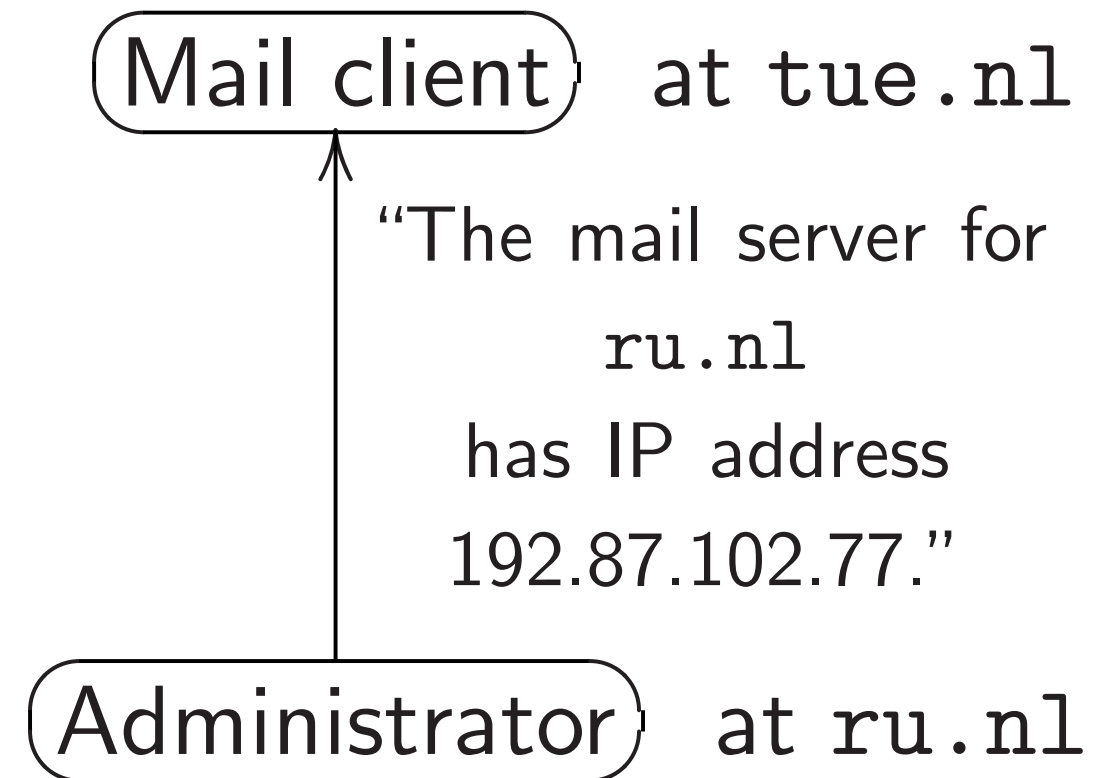 Mail client at tue.nl
“The mail server for
ru.nl
has IP address
192.87.102.77.”
Administrator at ru.nl